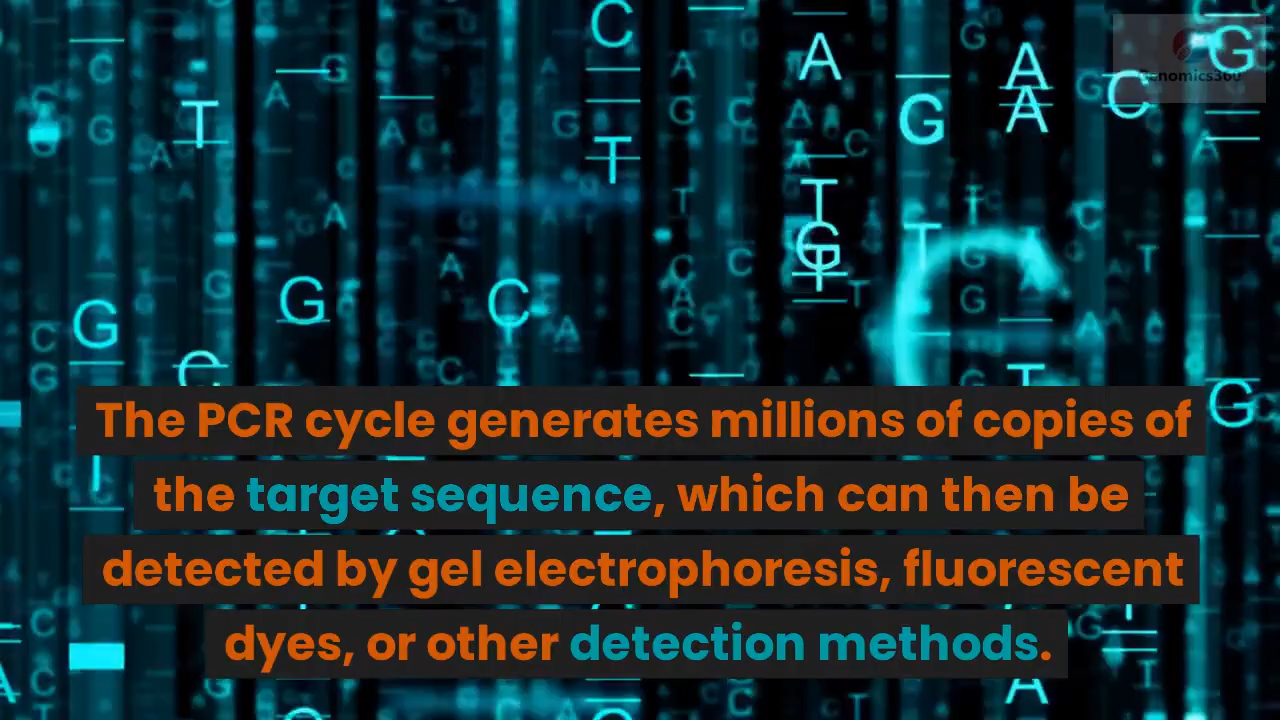 Genomics360
The PCR cycle generates millions of copies of
the target sequence, which can then be
detected by gel electrophoresis, fluorescent
dyes, or other detection methods.